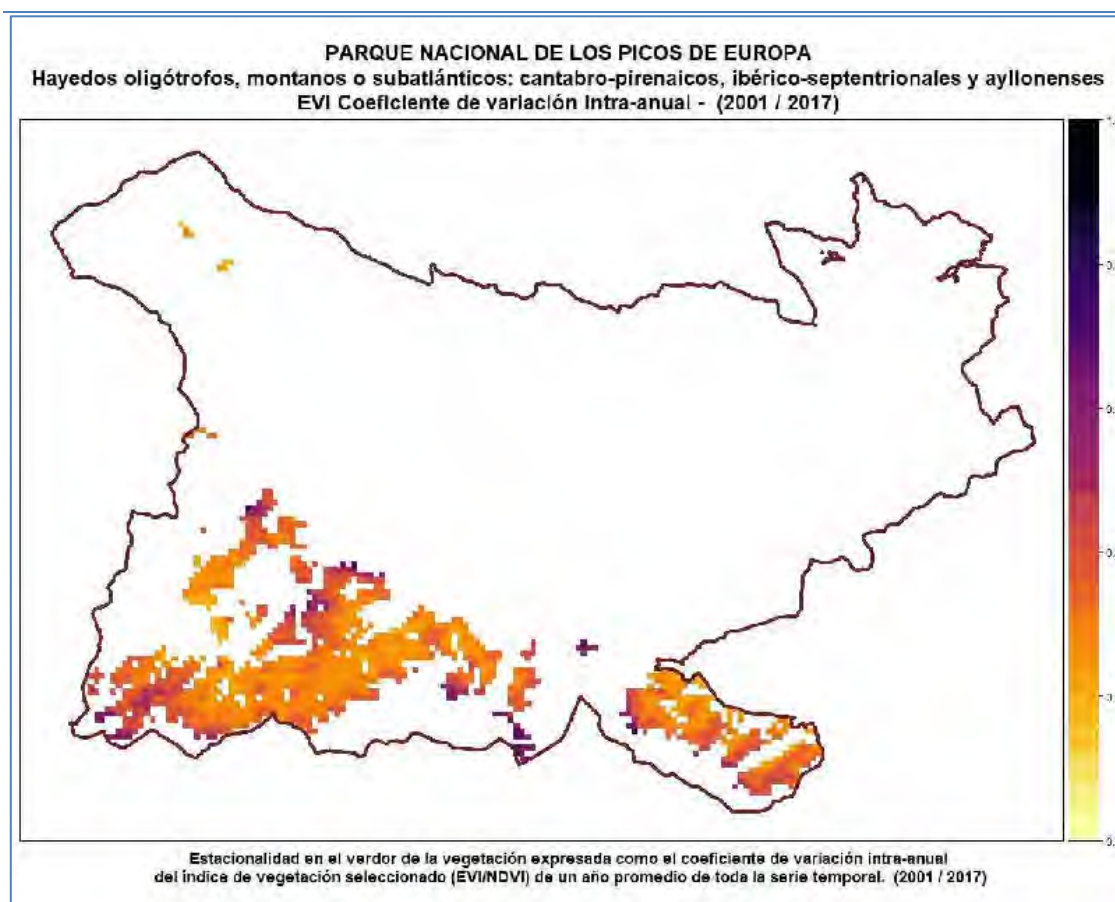 PARQUE NACIONAL DE LOS PICOS DE EUROPA
Hayedos oligótrofos, montanos o subatlánticos: cantabro-pirenaicos, ibérico-septentrionales y ayllonenses
EVI Coeficiente de variación intra-anual - (2001 / 2017)
Estacionalidad en el verdor de la vegetación expresada como el coeficiente de variación intra-anual
del índice de vegetación seleccionado (EVI/NDVI) de un año promedio de toda la serie temporal. (2001 / 2017)